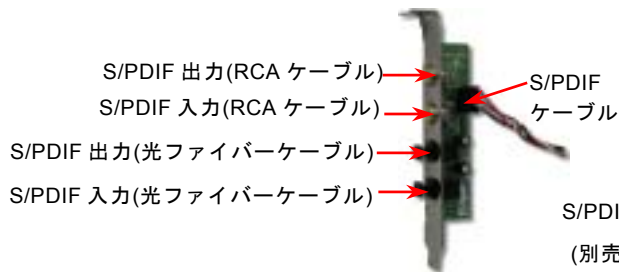 S/PDIF 出力(RCA ケーブル)
S/PDIF 入力(RCA ケーブル)
S/PDIF 出力(光ファイバーケーブル)
S/PDIF 入力(光ファイバーケーブル)
S/PDIF
ケーブル
S/PDI
(別売